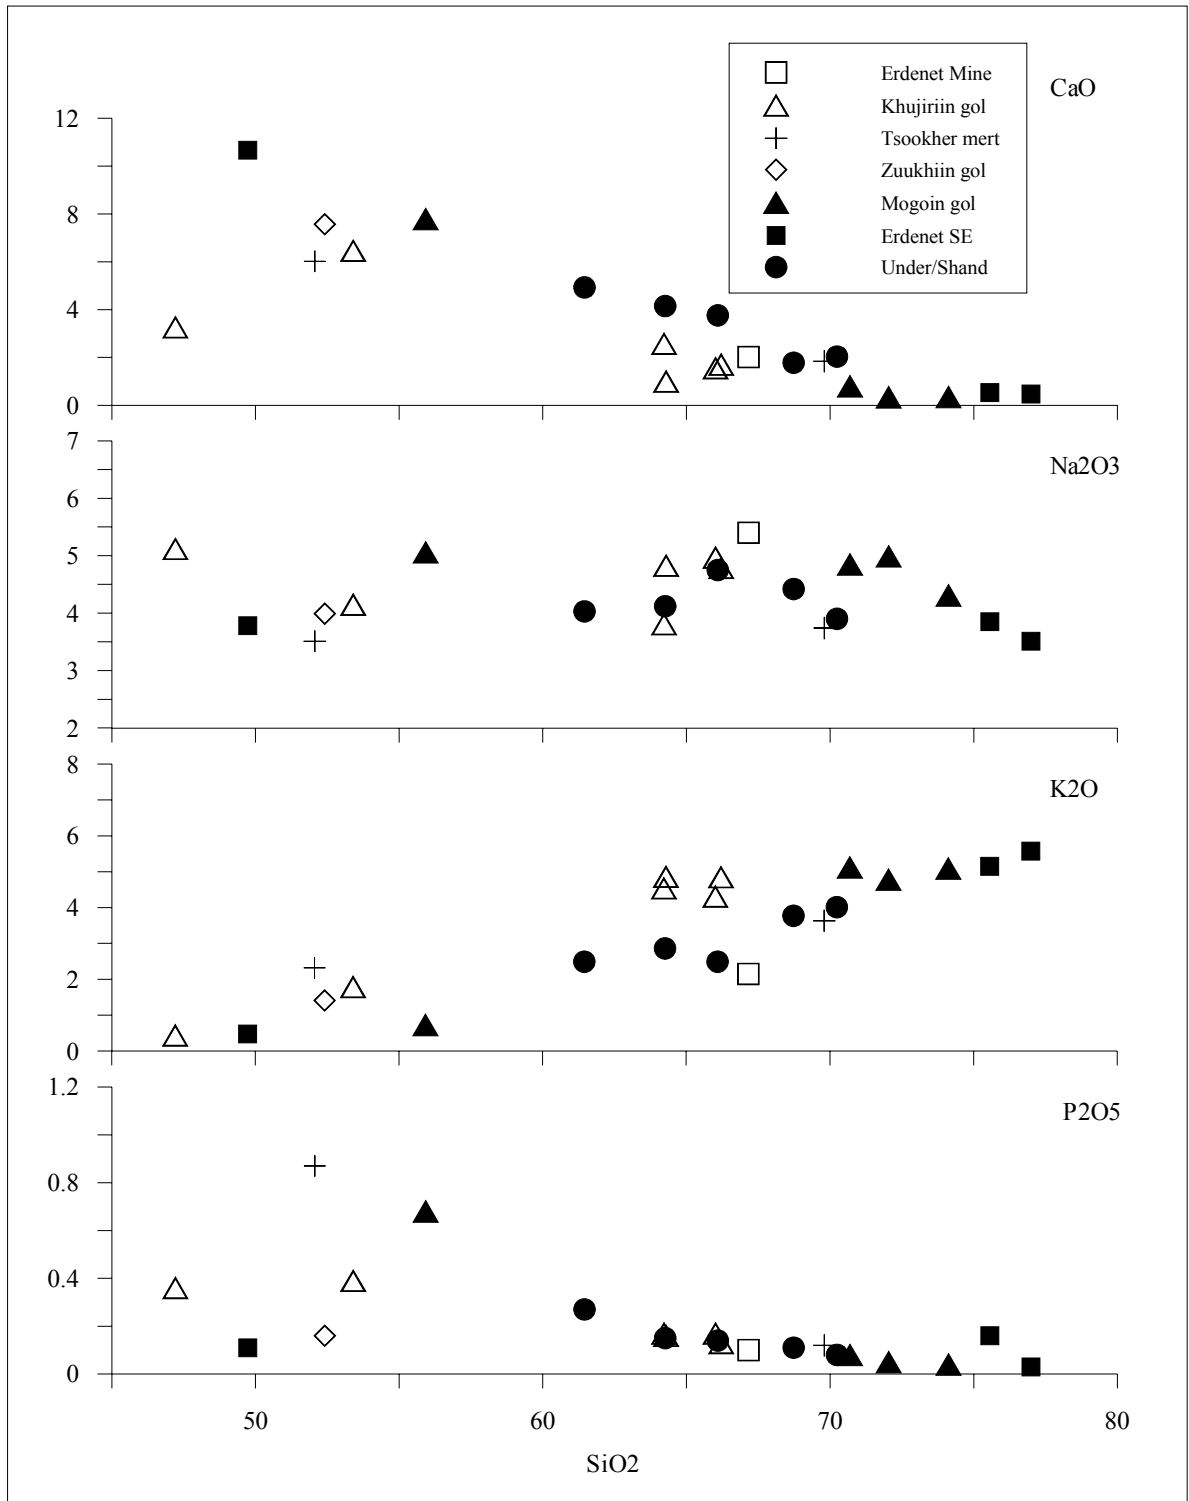 Erdenet Mine
CaO
Khujiriin gol
Tsookher mert
Zuukhiin gol
Mogoin gol
Erdenet SE
Under/Shand
12
8
4
0
7
Na2O3
6
5
4
3
2
8
K2O
6
4
2
0
1.2
P2O5
0.8
0.4
0
50 60 70 80
SiO2